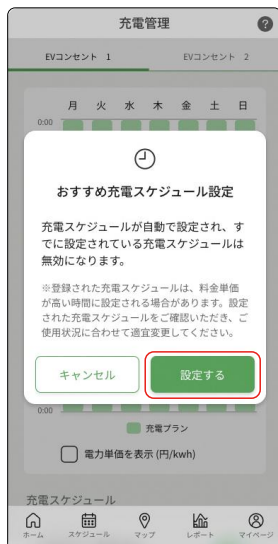 充電管理
?
EVコンセント 1
EVコンセント 2
月 火 水 木 金 土 日
0:00
おすすめ充電スケジュール設定
充電スケジュールが自動で設定され、す
でに設定されている充電スケジュールは
無効になります。
※登録された充電スケジュールは、料金単価
が高い時間に設定される場合があります。設定
された充電スケジュールをご確認いただき、ご
使用状況に合わせて適宜変更してください。
キャンセル
設定する
0:00
充電プラン
電力単価を表示 (円/kwh)
充電スケジュール
ホーム
スケジュール
マップ
レポート
マイページ